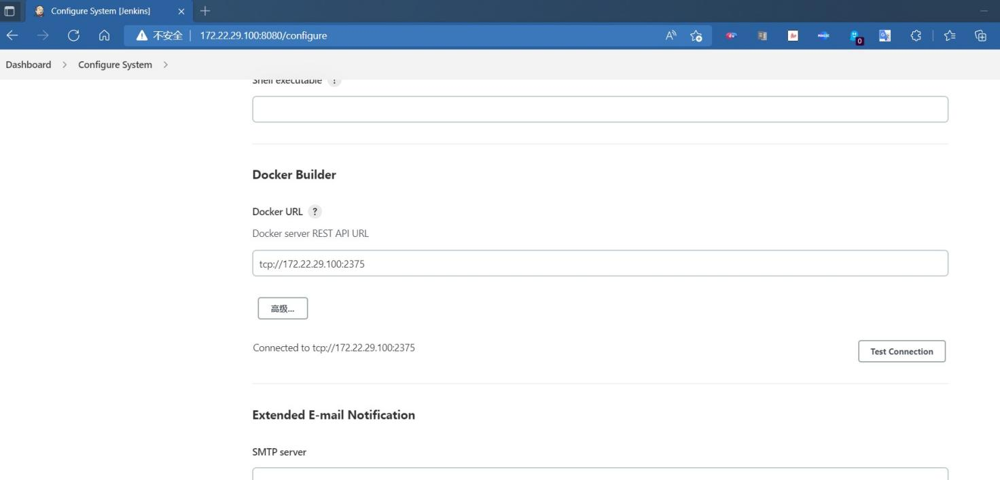 Configure System [Jenkins]
不安全 172.22.29.100:8080/configure
0
Dashboard
Configure System
Shell executable ?
Docker Builder
Docker URL ?
Docker server REST API URL
tcp://172.22.29.100:2375
高级...
Connected to tcp://172.22.29.100:2375
Test Connection
Extended E-mail Notification
SMTP server